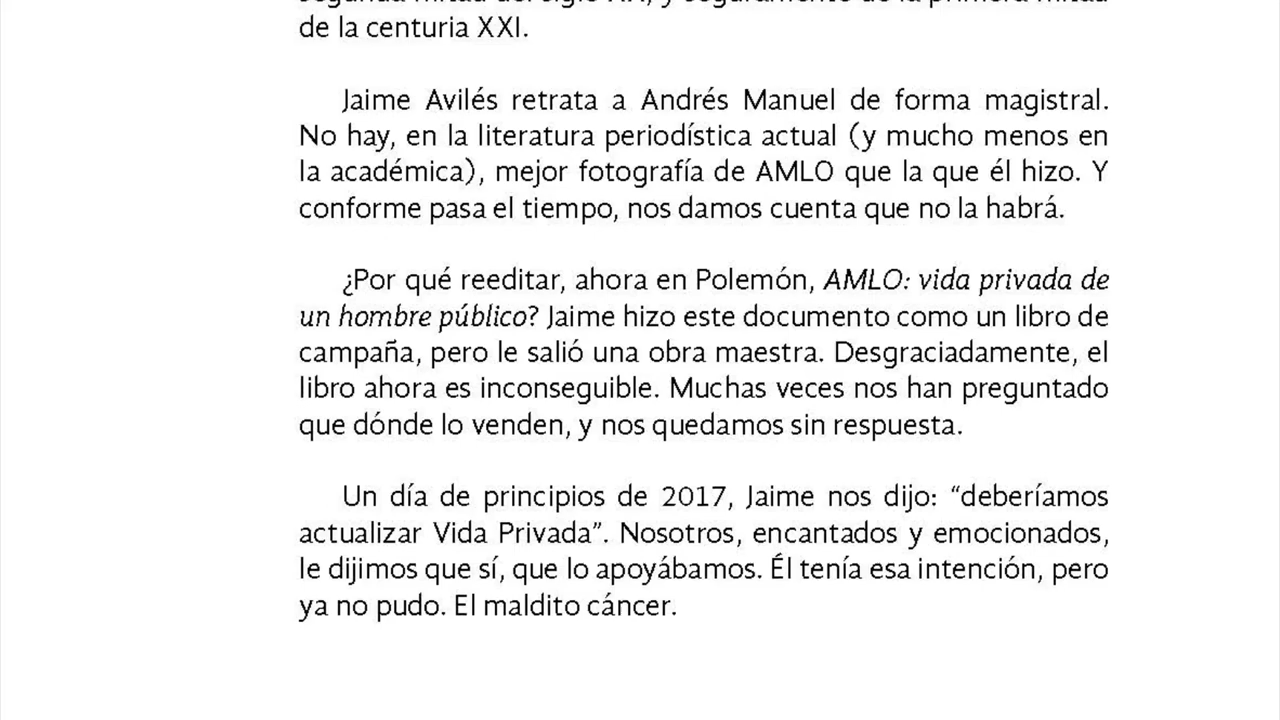 de la centuria XXI.
Jaime Avilés retrata a Andrés Manuel de forma magistral.
No hay, en la literatura periodística actual (y mucho menos en
la académica), mejor fotografía de AMLO que la que él hizo. Y
conforme pasa el tiempo, nos damos cuenta que no la habrá.
¿Por qué reeditar, ahora en Polemón, AMLO: vida privada de
un hombre público? Jaime hizo este documento como un libro de
campaña, pero le salió una obra maestra. Desgraciadamente, el
libro ahora es inconseguible. Muchas veces nos han preguntado
que dónde lo venden, y nos quedamos sin respuesta.
Un día de principios de 2017, Jaime nos dijo: “deberíamos
actualizar Vida Privada”. Nosotros, encantados y emocionados,
le dijimos que sí, que lo apoyábamos. Él tenía esa intención, pero
ya no pudo. El maldito cáncer.